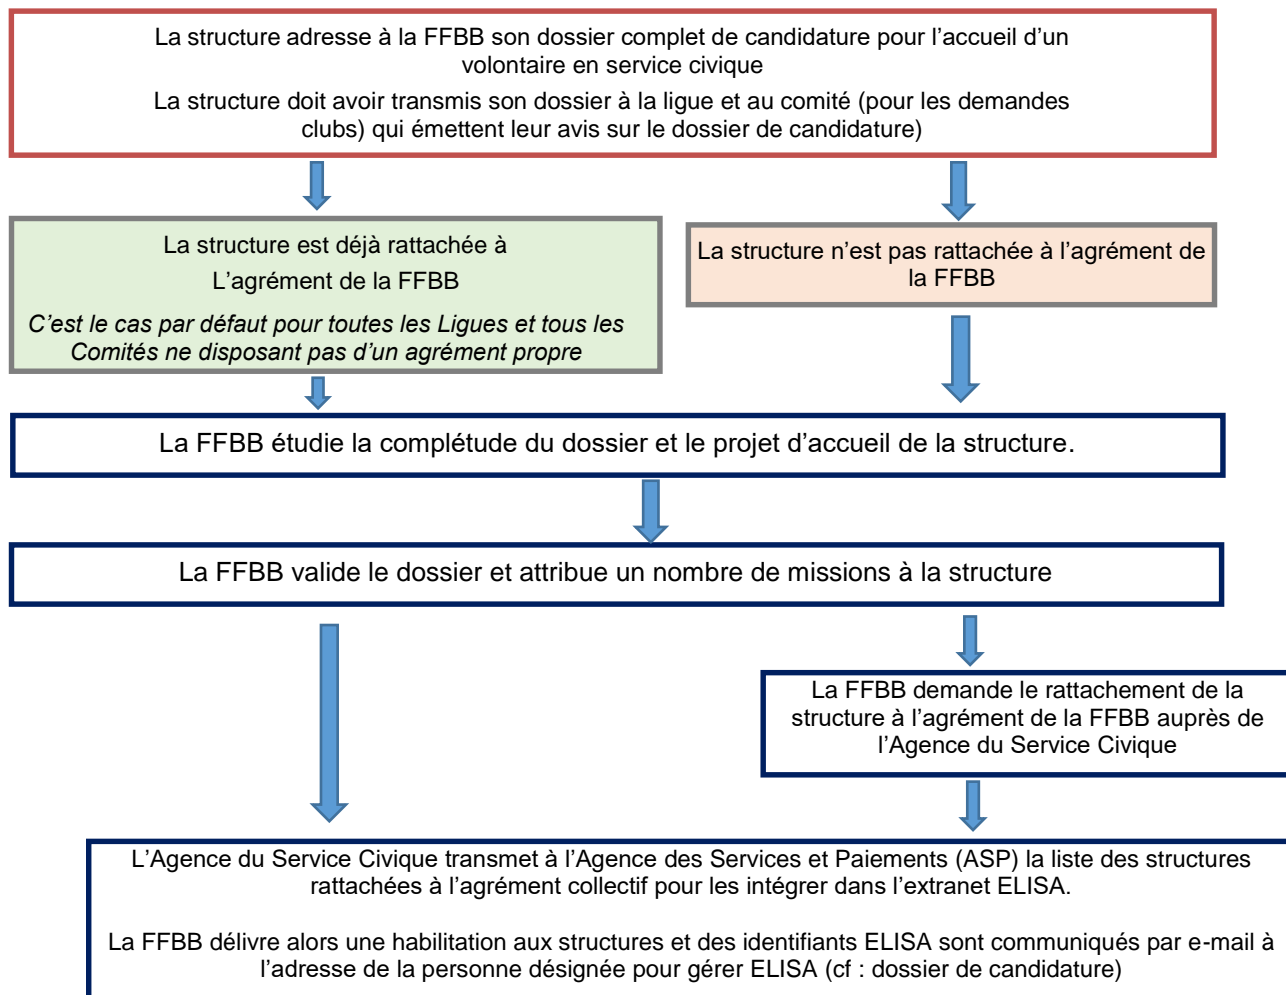 La structure adresse à la FFBB son dossier complet de candidature pour l’accueil d’un
volontaire en service civique
La structure doit avoir transmis son dossier à la ligue et au comité (pour les demandes
clubs) qui émettent leur avis sur le dossier de candidature)
La structure est déjà rattachée à
L’agrément de la FFBB
C’est le cas par défaut pour toutes les Ligues et tous les
Comités ne disposant pas d’un agrément propre
La structure n’est pas rattachée à l’agrément de
la FFBB
La FFBB étudie la complétude du dossier et le projet d’accueil de la structure.
La FFBB valide le dossier et attribue un nombre de missions à la structure
La FFBB demande le rattachement de la
structure à l’agrément de la FFBB auprès de
l’Agence du Service Civique
L’Agence du Service Civique transmet à l’Agence des Services et Paiements (ASP) la liste des structures
rattachées à l’agrément collectif pour les intégrer dans l’extranet ELISA.
La FFBB délivre alors une habilitation aux structures et des identifiants ELISA sont communiqués par e-mail à
l’adresse de la personne désignée pour gérer ELISA (cf : dossier de candidature)